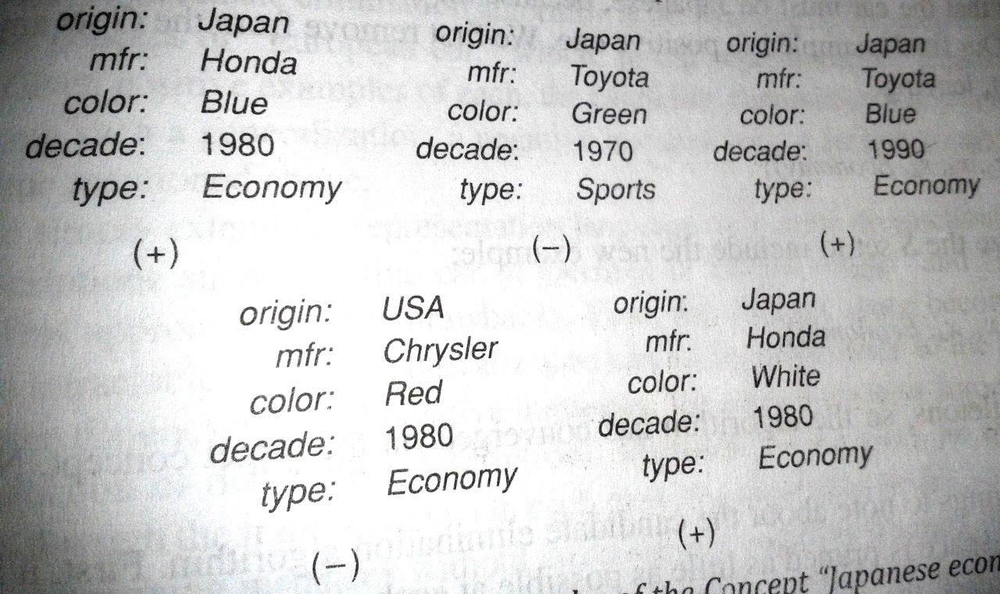 origin: Japan
mfr: Honda
color: Blue
decade: 1980
type: Economy
(+)
origin: Japan
mfr: Toyota
color: Green
decade: 1970
type: Sports
(−)
origin: Japan
mfr: Toyota
color: Blue
decade: 1990
type: Economy
(+)
origin: USA
mfr: Chrysler
color: Red
decade: 1980
type: Economy
(−)
origin: Japan
mfr: Honda
color: White
decade: 1980
type: Economy
(+)
of the Concept "Japanese econ